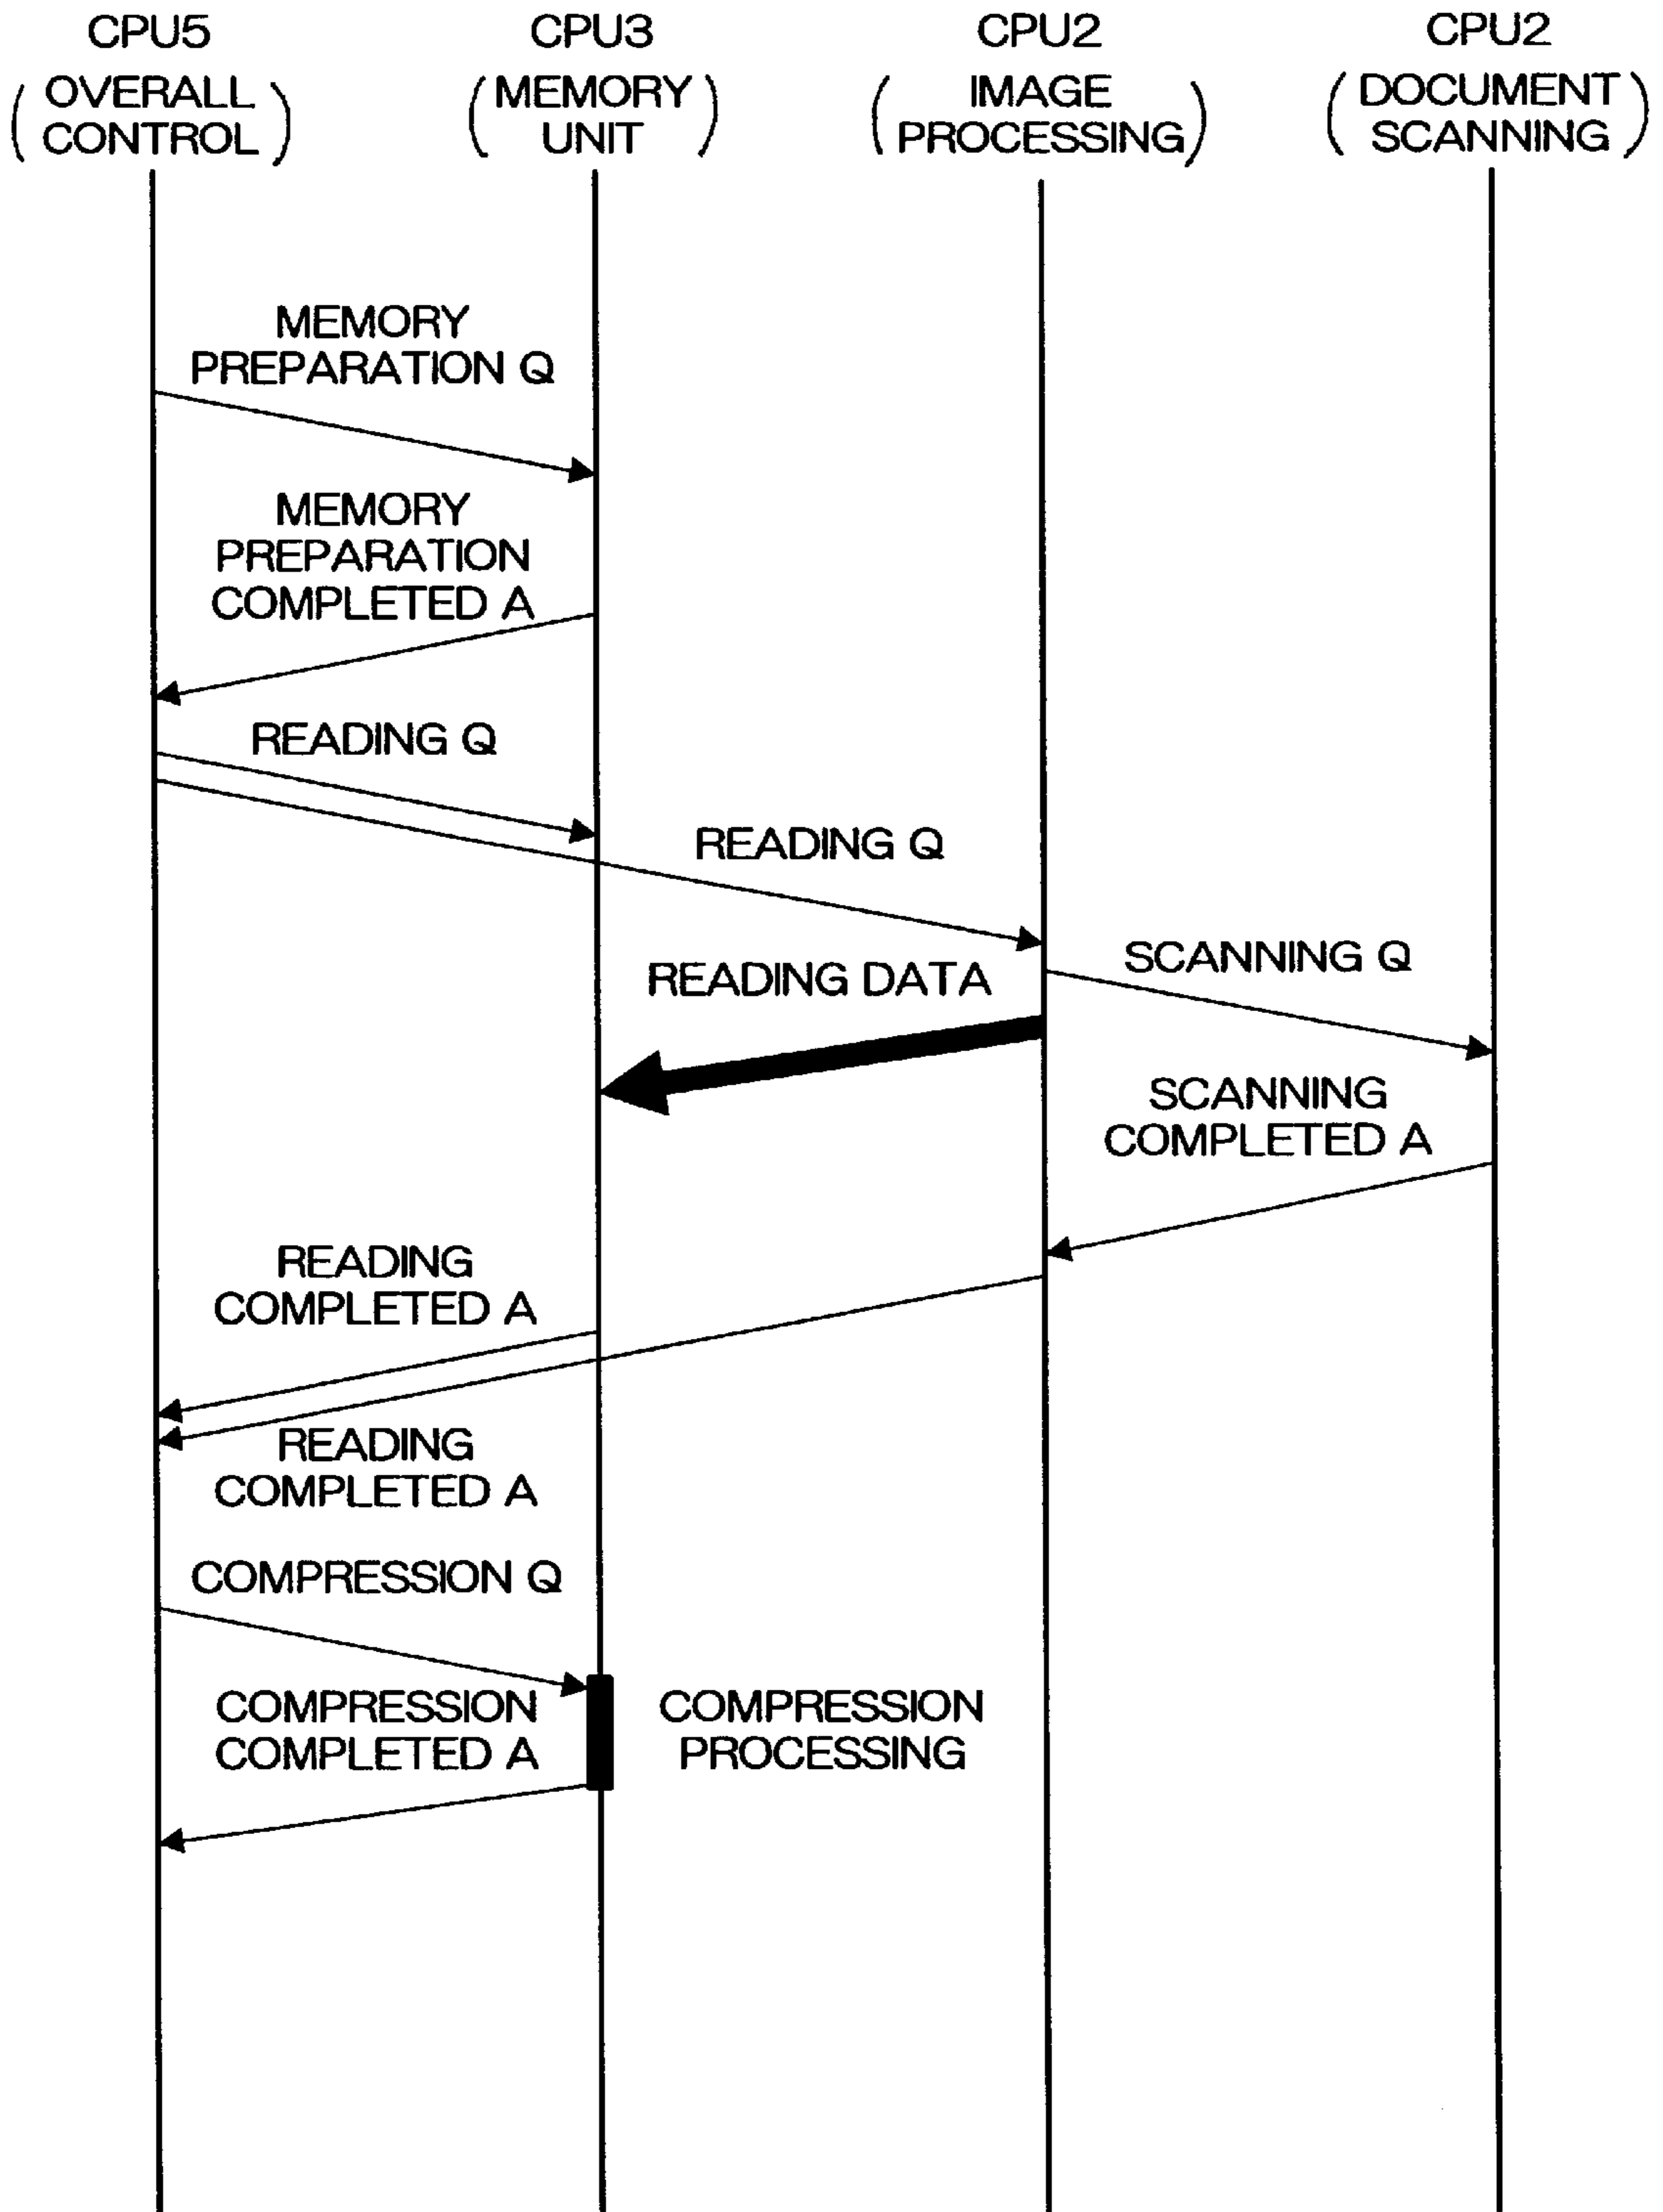 CPU5
(OVERALL
CONTROL)
CPU3
(MEMORY
UNIT)
CPU2
(IMAGE
PROCESSING)
CPU2
(DOCUMENT
SCANNING)
MEMORY
PREPARATION Q
MEMORY
PREPARATION
COMPLETED A
READING Q
READING Q
SCANNING Q
READING DATA
SCANNING
COMPLETED A
READING
COMPLETED A
READING
COMPLETED A
COMPRESSION Q
COMPRESSION
COMPLETED A
COMPRESSION
PROCESSING